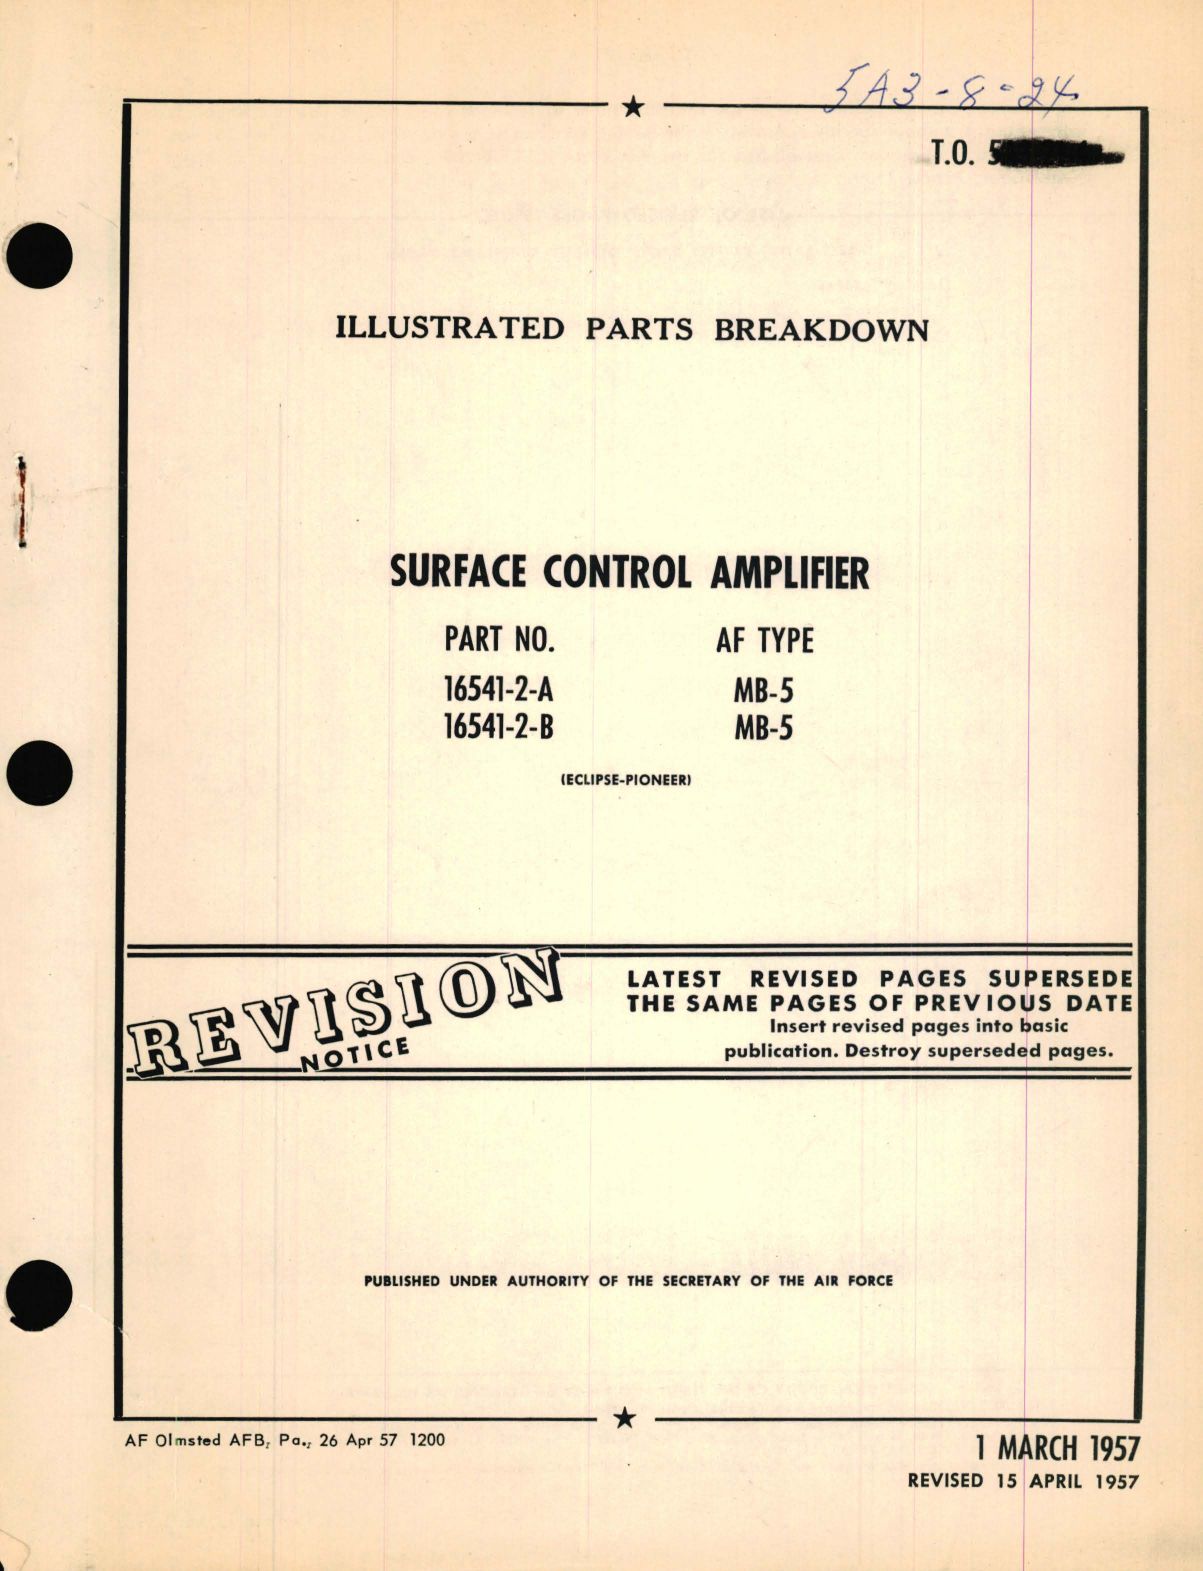 5A3-8-24
T.O. 5
ILLUSTRATED PARTS BREAKDOWN
SURFACE CONTROL AMPLIFIER
PART NO. AF TYPE
16541-2-A MB-5
16541-2-B MB-5
(ECLIPSE-PIONEER)
REVISION
NOTICE
LATEST REVISED PAGES SUPERSEDE
THE SAME PAGES OF PREVIOUS DATE
Insert revised pages into basic
publication. Destroy superseded pages.
PUBLISHED UNDER AUTHORITY OF THE SECRETARY OF THE AIR FORCE
AF Olmsted AFB, Pa., 26 Apr 57 1200
1 MARCH 1957
REVISED 15 APRIL 1957